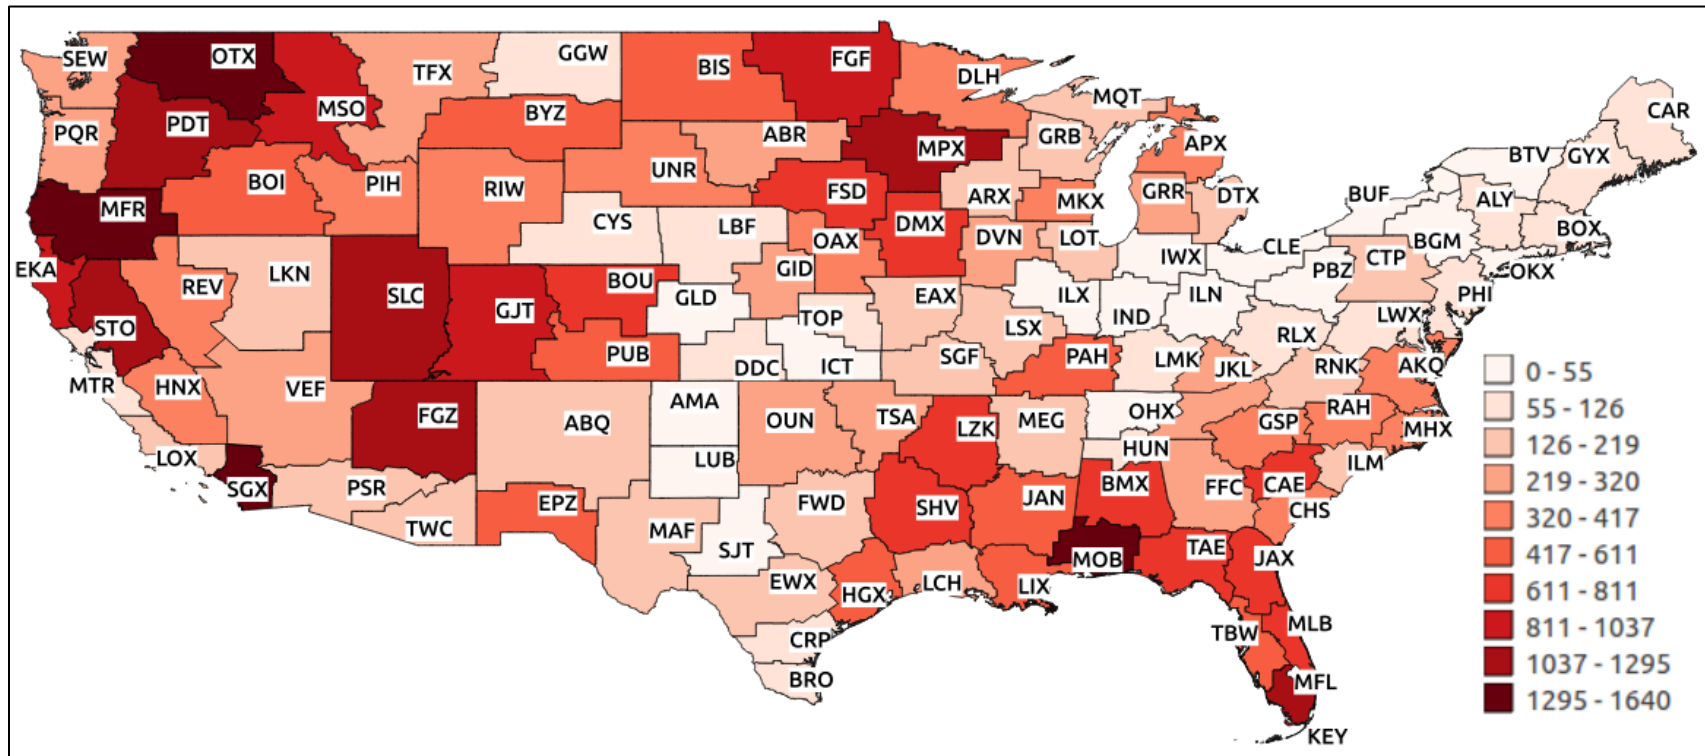 SEW
OTX
TFX
GGW
BIS
FGF
DLH
MQT
CAR
MSO
BYZ
PQR
PDT
ABR
MPX
GRB
APX
BTV
GYX
BOI
PIH
RIW
UNR
FSD
ARX
MKX
GRR
DTX
BUF
ALY
MFR
CYS
LBF
OAX
DMX
DVN
LOT
CLE
BGM
BOX
EKA
REV
LKN
SLC
GJT
BOU
GID
IWX
PBZ
CTP
OKX
GLD
EAX
ILX
ILN
PHI
STO
TOP
LSX
IND
RLX
LWX
MTR
HNX
VEF
PUB
DDC
ICT
SGF
PAH
LMK
JKL
RNK
AKQ
FGZ
ABQ
AMA
OUN
TSA
LZK
MEG
OHX
GSP
RAH
MHX
LOX
SGX
PSR
LUB
HUN
ILM
TWC
EPZ
MAF
FWD
SHV
JAN
BMX
FFC
CAE
CHS
SJT
EWX
HGX
LCH
LIX
MOB
TAE
JAX
CRP
BRO
TBW
MLB
MFL
KEY
0 - 55
55 - 126
126 - 219
219 - 320
320 - 417
417 - 611
611 - 811
811 - 1037
1037 - 1295
1295 - 1640